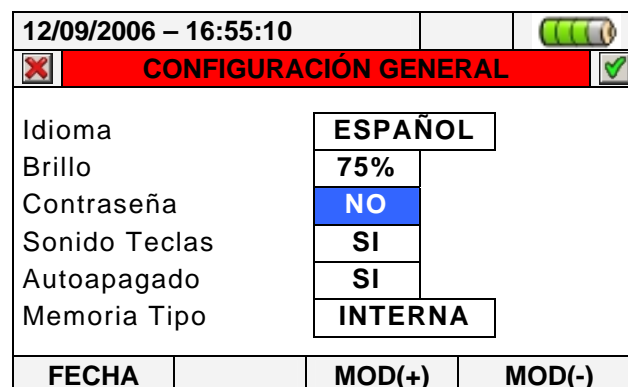 12/09/2006 – 16:55:10
CONFIGURACIÓN GENERAL
Idioma ESPAÑOL
Brillo 75%
Contraseña NO
Sonido Teclas SI
Autoapagado SI
Memoria Tipo INTERNA
FECHA MOD(+) MOD(-)